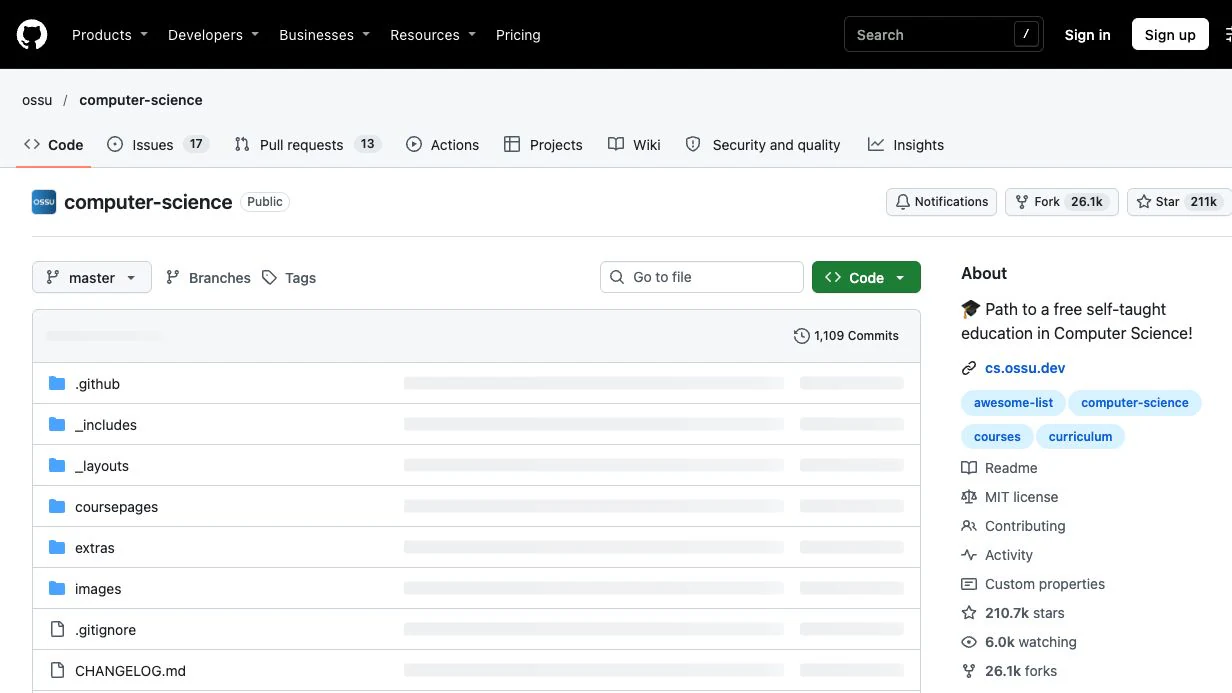 Products Developers Businesses Resources Pricing Search / Sign in Sign up
ossu / computer-science
Code Issues 17 Pull requests 13 Actions Projects Wiki Security and quality Insights
OSSU computer-science Public Notifications Fork 26.1k Star 211k
master Branches Tags Go to file Code
1,109 Commits
.github
_includes
_layouts
coursepages
extras
images
.gitignore
CHANGELOG.md
About
🎓 Path to a free self-taught
education in Computer Science!
cs.ossu.dev
awesome-list computer-science
courses curriculum
Readme
MIT license
Contributing
Activity
Custom properties
210.7k stars
6.0k watching
26.1k forks